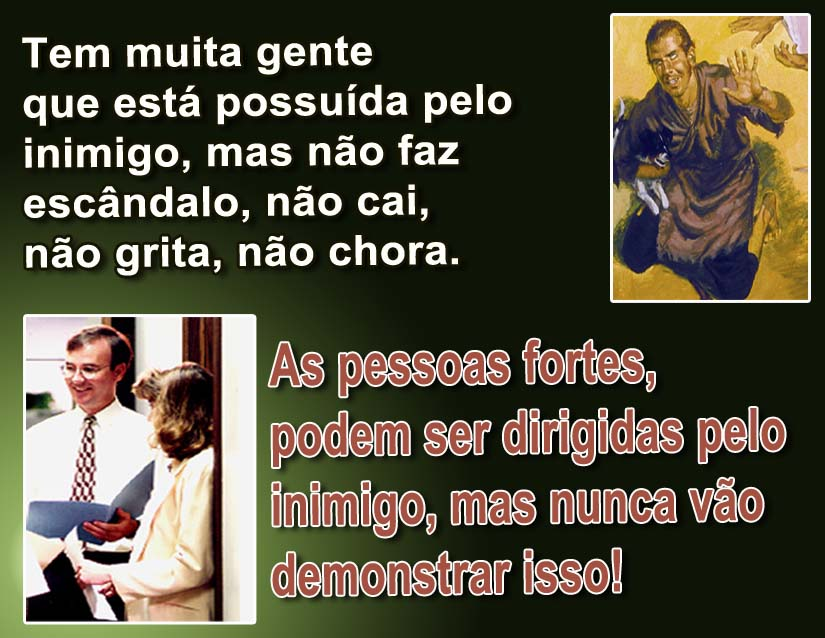 Tem muita gente
que está possuída pelo
inimigo, mas não faz
escândalo, não cai,
não grita, não chora.
As pessoas fortes,
podem ser dirigidas pelo
inimigo, mas nunca vão
demonstrar isso!